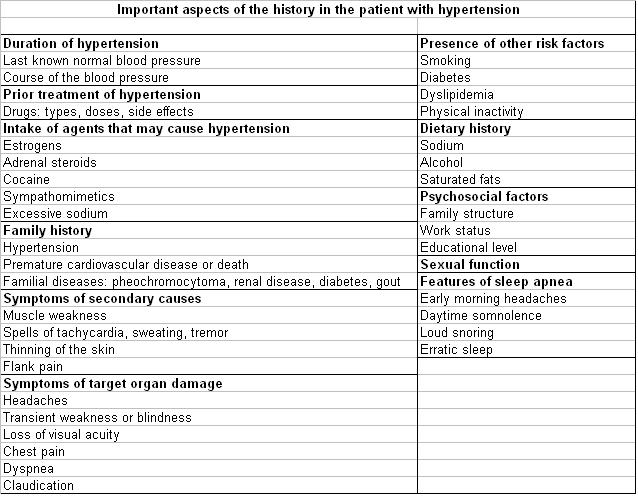 Important aspects of the history in the patient with hypertension
Duration of hypertension
Last known normal blood pressure
Course of the blood pressure
Prior treatment of hypertension
Drugs: types, doses, side effects
Intake of agents that may cause hypertension
Estrogens
Adrenal steroids
Cocaine
Sympathomimetics
Excessive sodium
Family history
Hypertension
Premature cardiovascular disease or death
Familial diseases: pheochromocytoma, renal disease, diabetes, gout
Symptoms of secondary causes
Muscle weakness
Spells of tachycardia, sweating, tremor
Thinning of the skin
Flank pain
Symptoms of target organ damage
Headaches
Transient weakness or blindness
Loss of visual acuity
Chest pain
Dyspnea
Claudication
Presence of other risk factors
Smoking
Diabetes
Dyslipidemia
Physical inactivity
Dietary history
Sodium
Alcohol
Saturated fats
Psychosocial factors
Family structure
Work status
Educational level
Sexual function
Features of sleep apnea
Early morning headaches
Daytime somnolence
Loud snoring
Erratic sleep